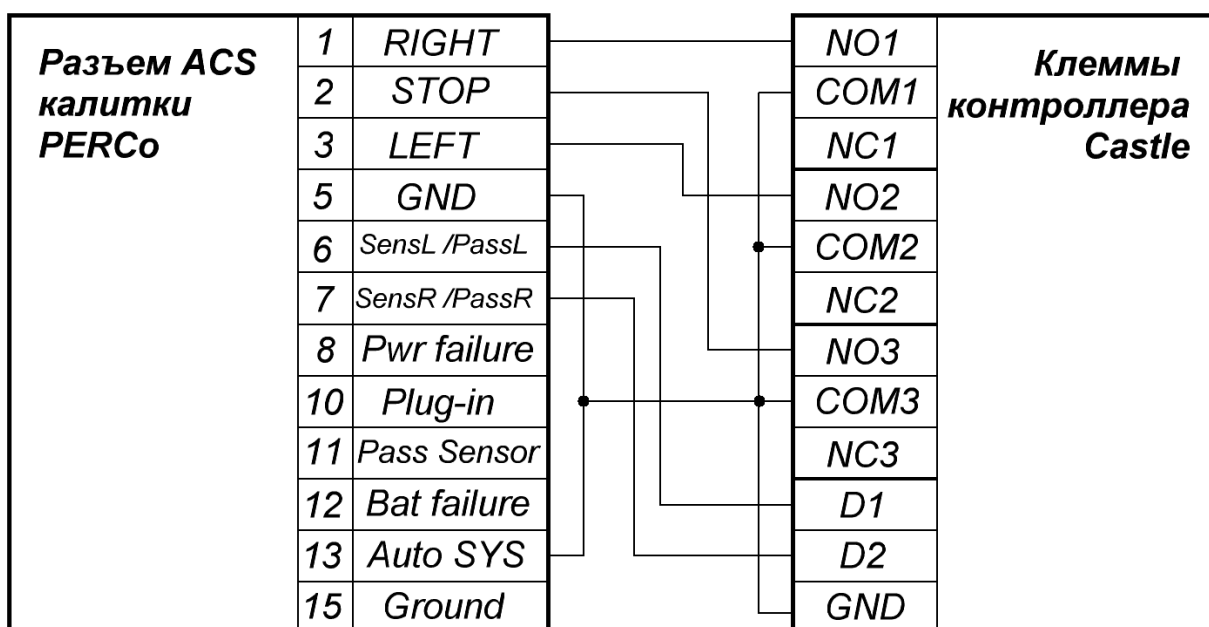 Разъем ACS
калитки
PERCo
1 RIGHT
2 STOP
3 LEFT
5 GND
6 SensL /PassL
7 SensR /PassR
8 Pwr failure
10 Plug-in
11 Pass Sensor
12 Bat failure
13 Auto SYS
15 Ground
NO1
COM1
NC1
NO2
COM2
NC2
NO3
COM3
NC3
D1
D2
GND
Клеммы
контроллера
Castle